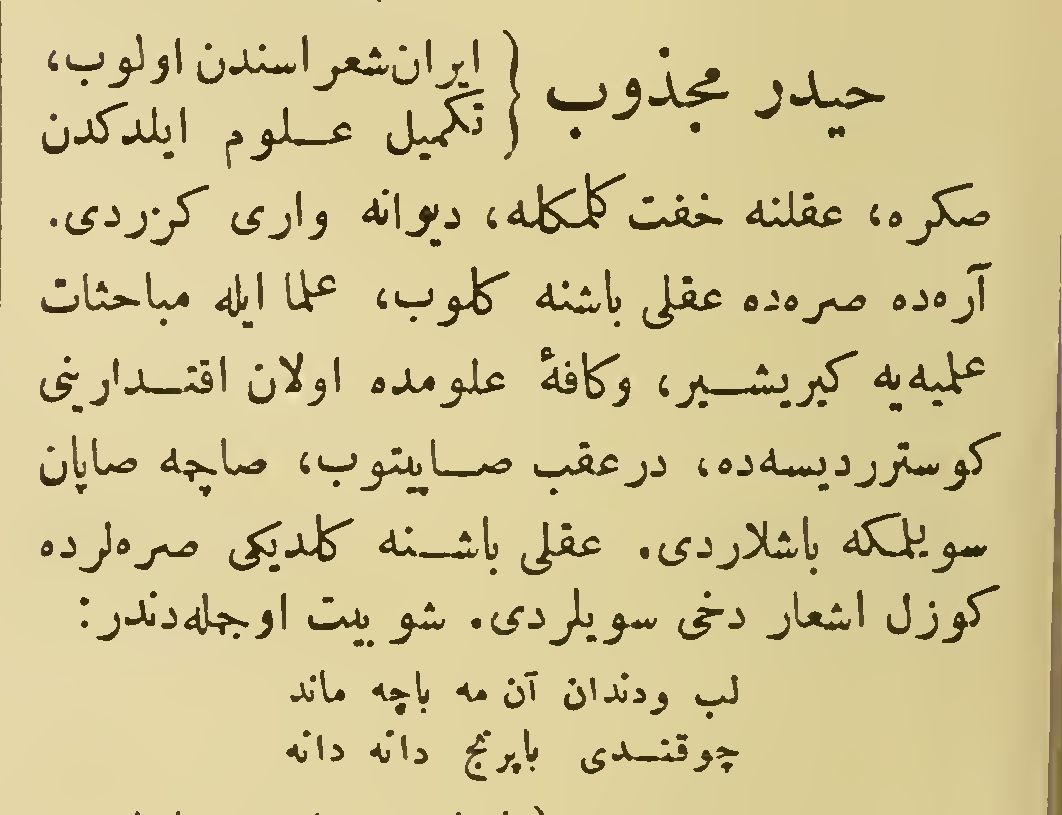 حیدر مجذوب { ایران شعراسندن اولوب،
تکمیل علوم ایلدکدن
صکره، عقلنه خفت کلمکله، دیوانه واری کزردی.
آره‌ده صره‌ده عقلی باشنه کلوب، علما ایله مباحثات
علمیه‌یه کیریشیر، وکافهٔ علومده اولان اقتدارینی
کوسترردیسه‌ده، درعقب صاپیتوب، صاچه صاپان
سویلمکه باشلاردی. عقلی باشنه کلدیکی صره‌لرده
کوزل اشعار دخی سویلردی. شو بیت اوجمله‌دندر:
لب ودندان آن مه باچه ماند
چوقندی باپرنج دانه دانه